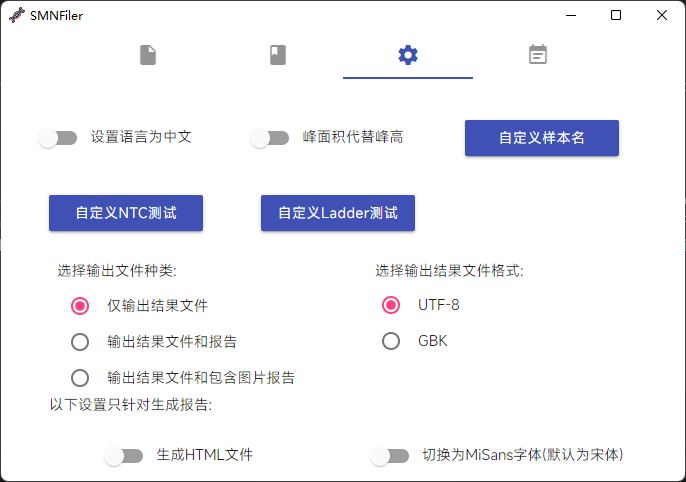 SMNFiler
设置语言为中文
峰面积代替峰高
自定义样本名
自定义NTC测试
自定义Ladder测试
选择输出文件种类:
选择输出结果文件格式:
仅输出结果文件
UTF-8
输出结果文件和报告
GBK
输出结果文件和包含图片报告
以下设置只针对生成报告:
生成HTML文件
切换为MiSans字体(默认为宋体)